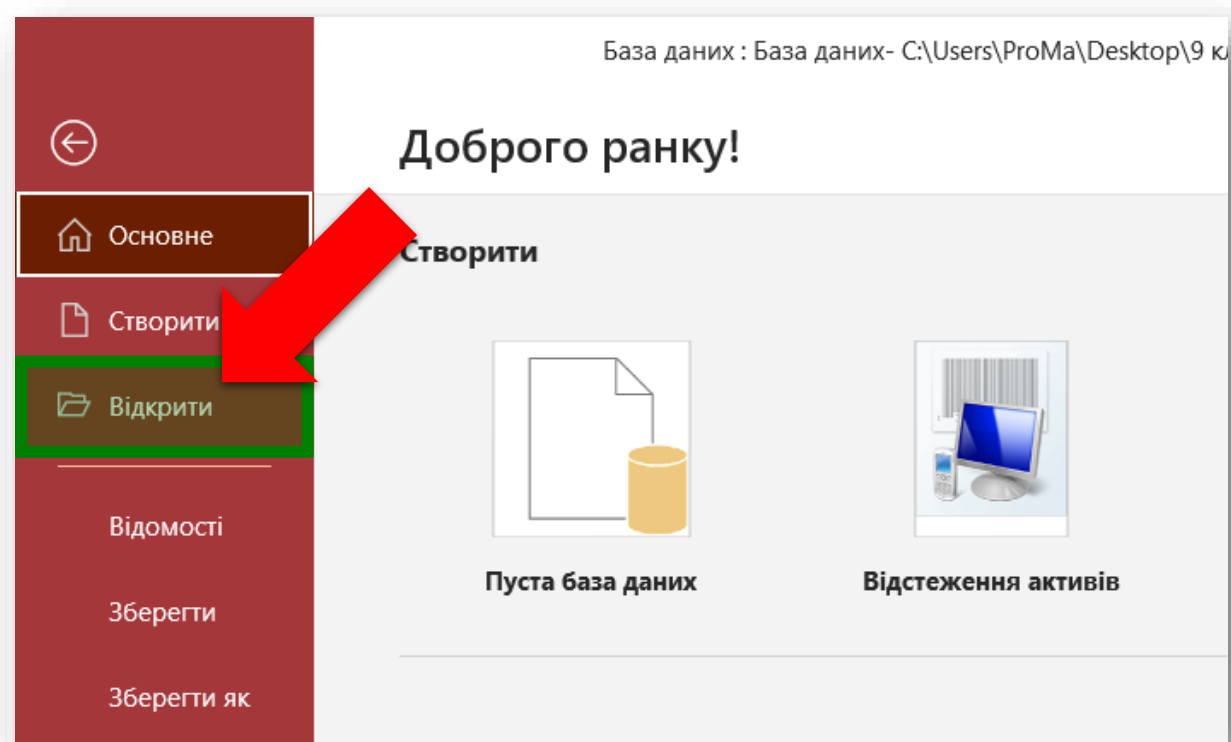 База даних : База даних- C:\Users\ProMa\Desktop\9
Доброго ранку!
Основне
Створити
Створити
Відкрити
Відомості
Пуста база даних
Відстеження активів
Зберегти
Зберегти як